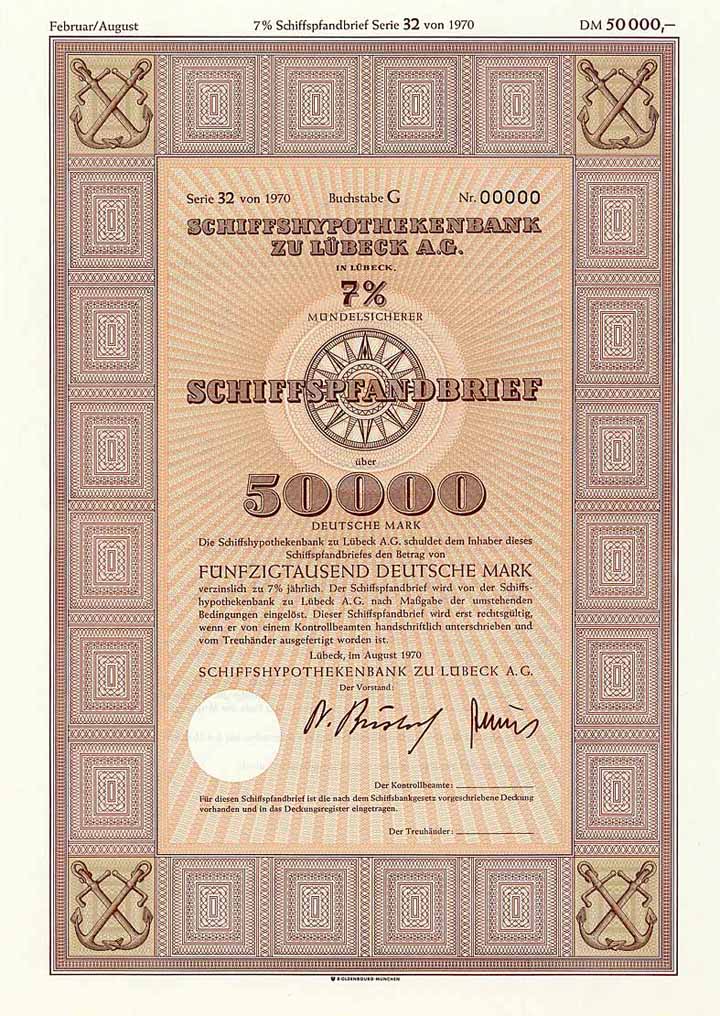 Februar/August 7% Schiffspfandbrief Serie 32 von 1970 DM 50 000,—
Serie 32 von 1970 Buchstabe G Nr. 00000
SCHIFFSHYPOTHEKENBANK
ZU LÜBECK A.G.
IN LÜBECK.
7%
MÜNDELSICHERER
SCHIFFSPFANDBRIEF
über
50000
DEUTSCHE MARK
Die Schiffshypothekenbank zu Lübeck A.G. schuldet dem Inhaber dieses
Schiffspfandbriefes den Betrag von
FÜNFZIGTAUSEND DEUTSCHE MARK
verzinslich zu 7% jährlich. Der Schiffspfandbrief wird von der Schiffs-
hypothekenbank zu Lübeck A.G. nach Maßgabe der umstehenden
Bedingungen eingelöst. Dieser Schiffspfandbrief wird erst rechtsgültig,
wenn er von einem Kontrollbeamten handschriftlich unterschrieben und
vom Treuhänder ausgefertigt worden ist.
Lübeck, im August 1970
SCHIFFSHYPOTHEKENBANK ZU LÜBECK A.G.
Der Vorstand:
Der Kontrollbeamte:
Für diesen Schiffspfandbrief ist die nach dem Schiffsbankgesetz vorgeschriebene Deckung
vorhanden und in das Deckungsregister eingetragen.
Der Treuhänder:
R·OLDENBOURG·MÜNCHEN